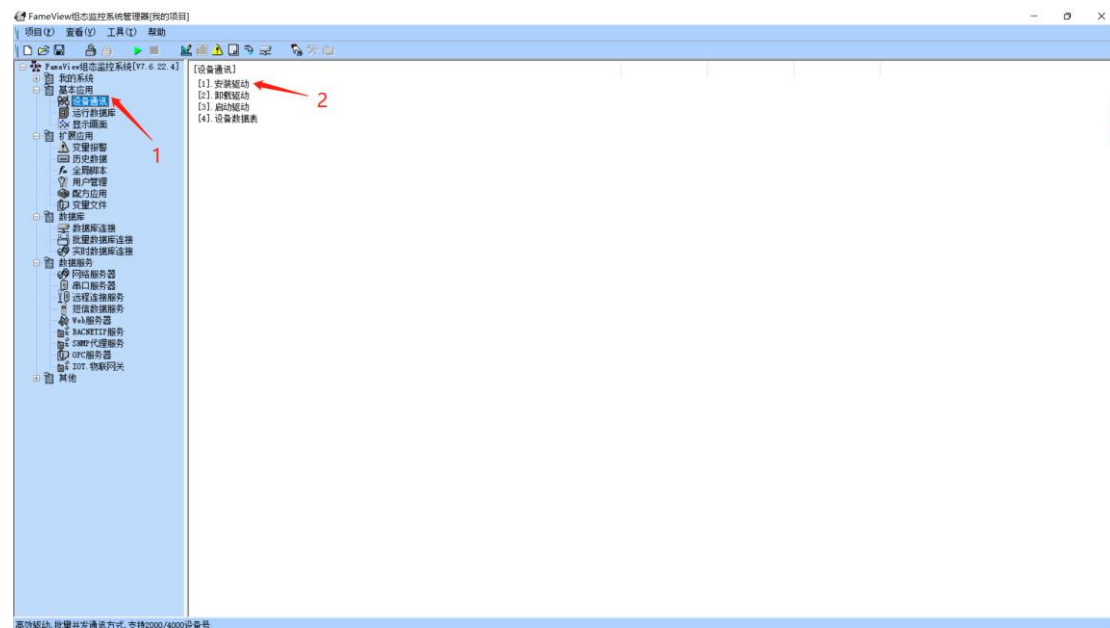 FameView组态监控系统管理器[我的项目]
项目(P) 查看(V) 工具(T) 帮助
FameView组态监控系统[V7.6.22.4]
我的系统
基本应用
设备通讯
运行数据库
显示画面
扩展应用
变量报警
历史数据
全局脚本
用户管理
配方应用
变量文件
数据库
数据库连接
批量数据库连接
实时数据库连接
数据服务
网络服务器
串口服务器
远程连接服务
短信数据服务
Web服务器
BACNETIP服务
SNMP代理服务
OPC服务器
IOT.物联网关
其他
[设备通讯]
[1].安装驱动
[2].卸载驱动
[3].启动驱动
[4].设备数据表
1
2
高效驱动,批量并发通讯方式,支持2000/4000设备号